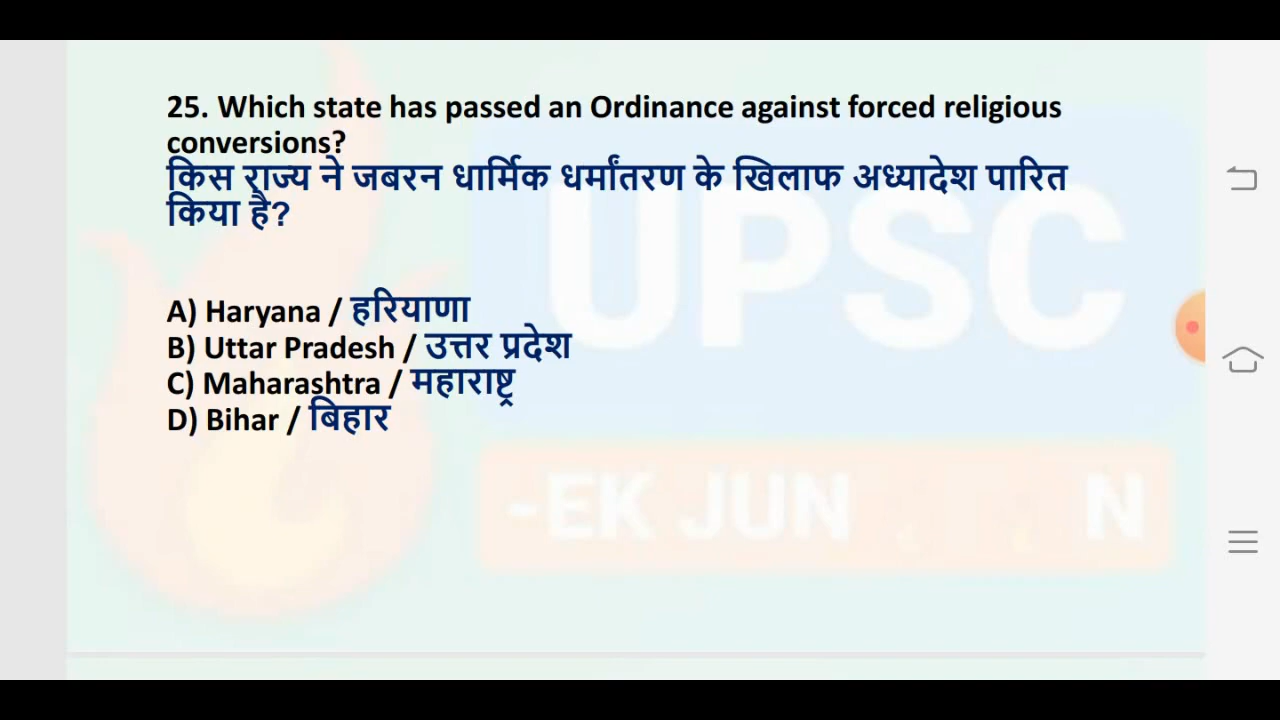 25. Which state has passed an Ordinance against forced religious
conversions?
किस राज्य ने जबरन धार्मिक धर्मांतरण के खिलाफ अध्यादेश पारित
किया है?
A) Haryana / हरियाणा
B) Uttar Pradesh / उत्तर प्रदेश
C) Maharashtra / महाराष्ट्र
D) Bihar / बिहार
UPSC
-EK JUN N